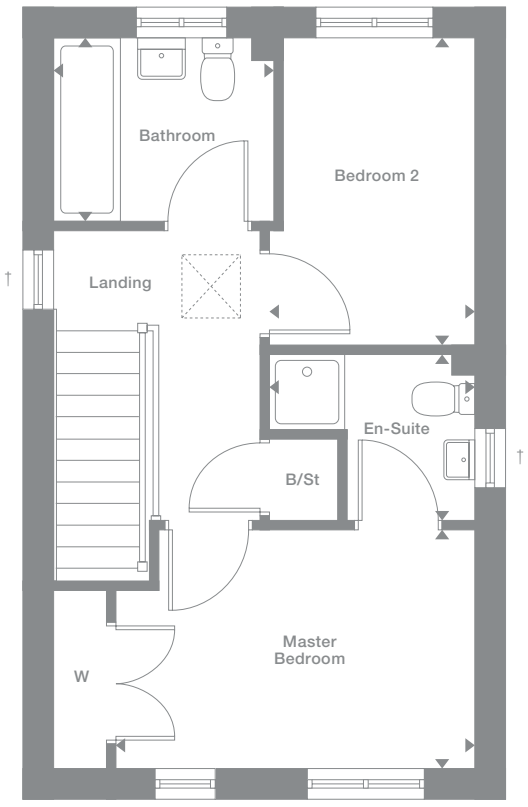 Bathroom
Bedroom 2
†
Landing
En-Suite
†
B/St
Master
Bedroom
W